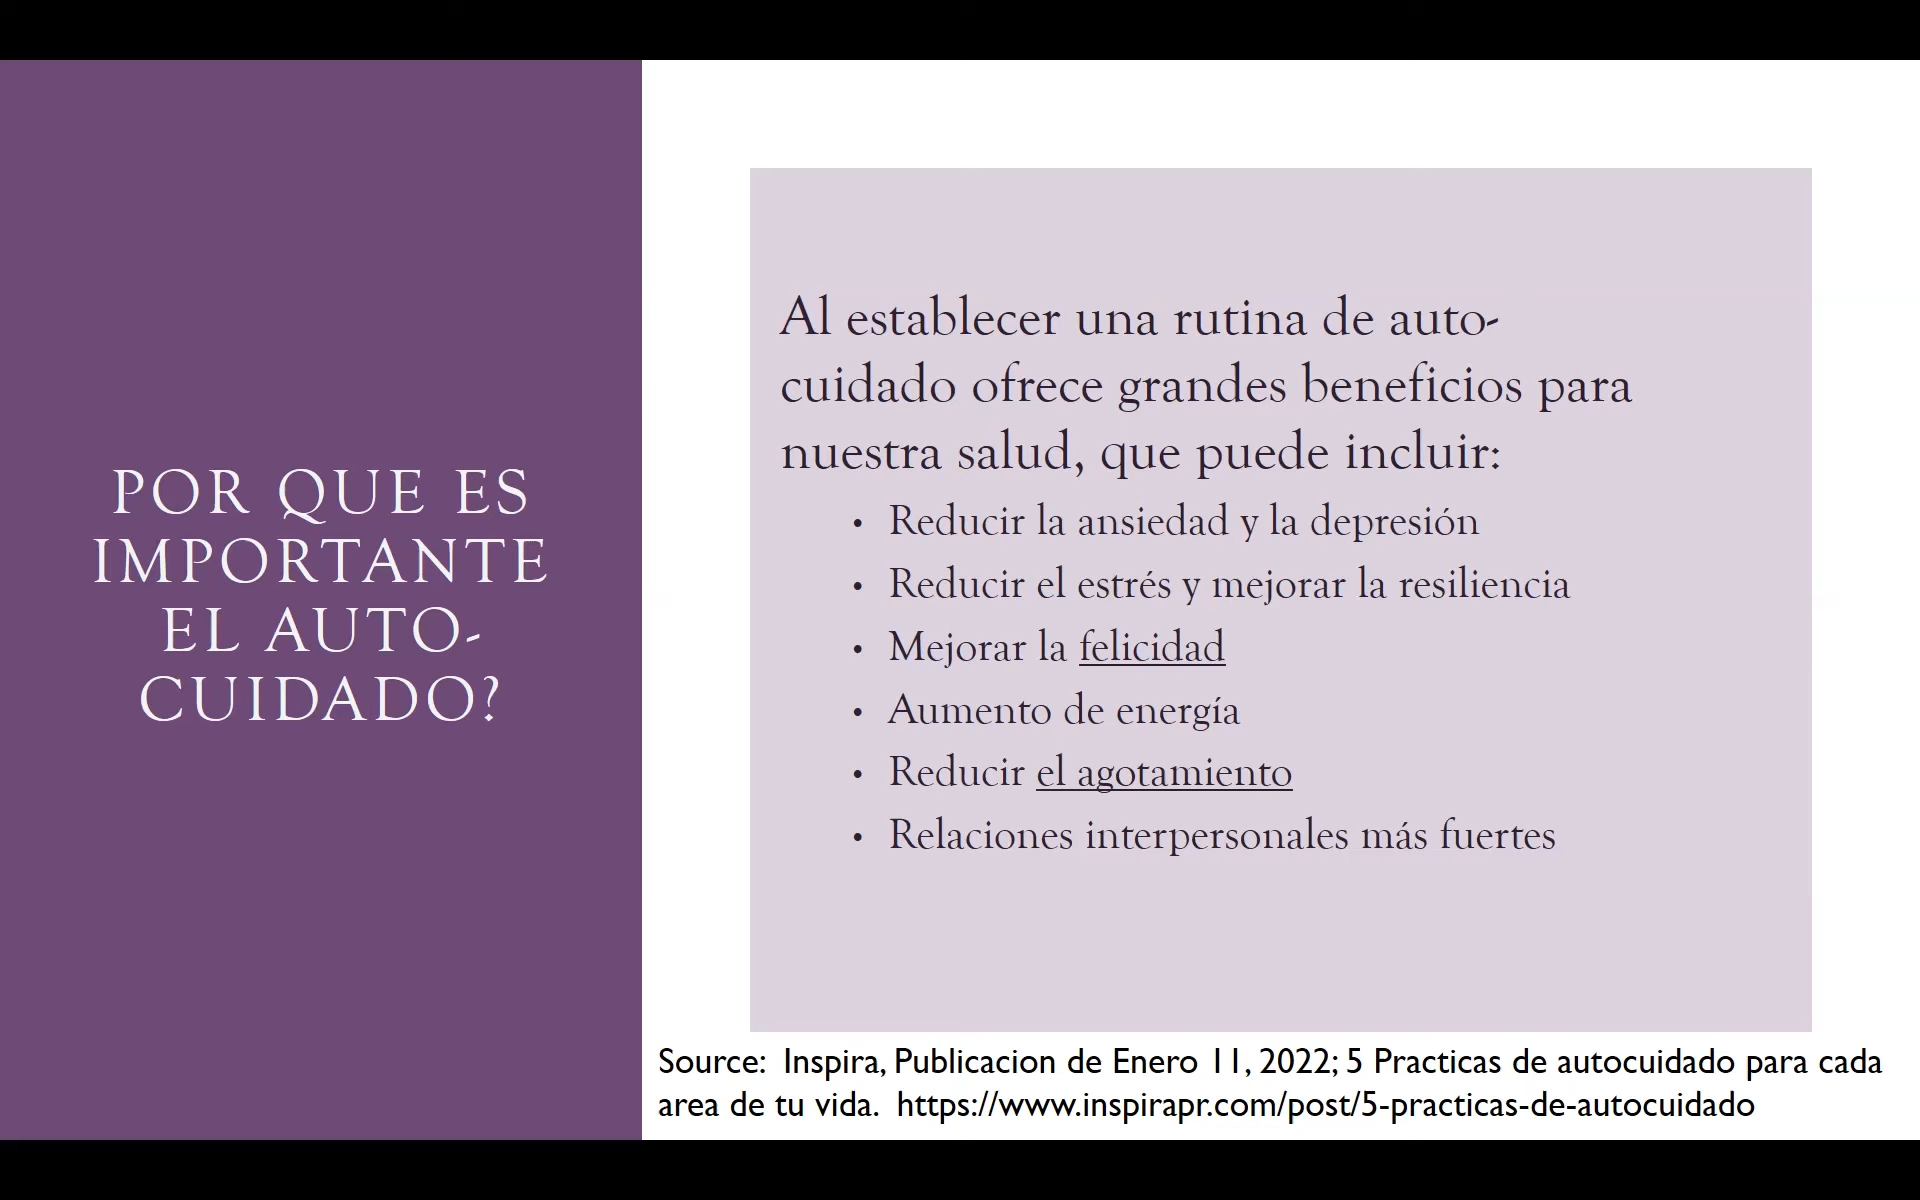 POR QUE ES
IMPORTANTE
EL AUTO-
CUIDADO?
Al establecer una rutina de auto-
cuidado ofrece grandes beneficios para
nuestra salud, que puede incluir:
• Reducir la ansiedad y la depresión
• Reducir el estrés y mejorar la resiliencia
• Mejorar la felicidad
• Aumento de energía
• Reducir el agotamiento
• Relaciones interpersonales más fuertes
Source: Inspira, Publicacion de Enero 11, 2022; 5 Practicas de autocuidado para cada
area de tu vida. https://www.inspirapr.com/post/5-practicas-de-autocuidado